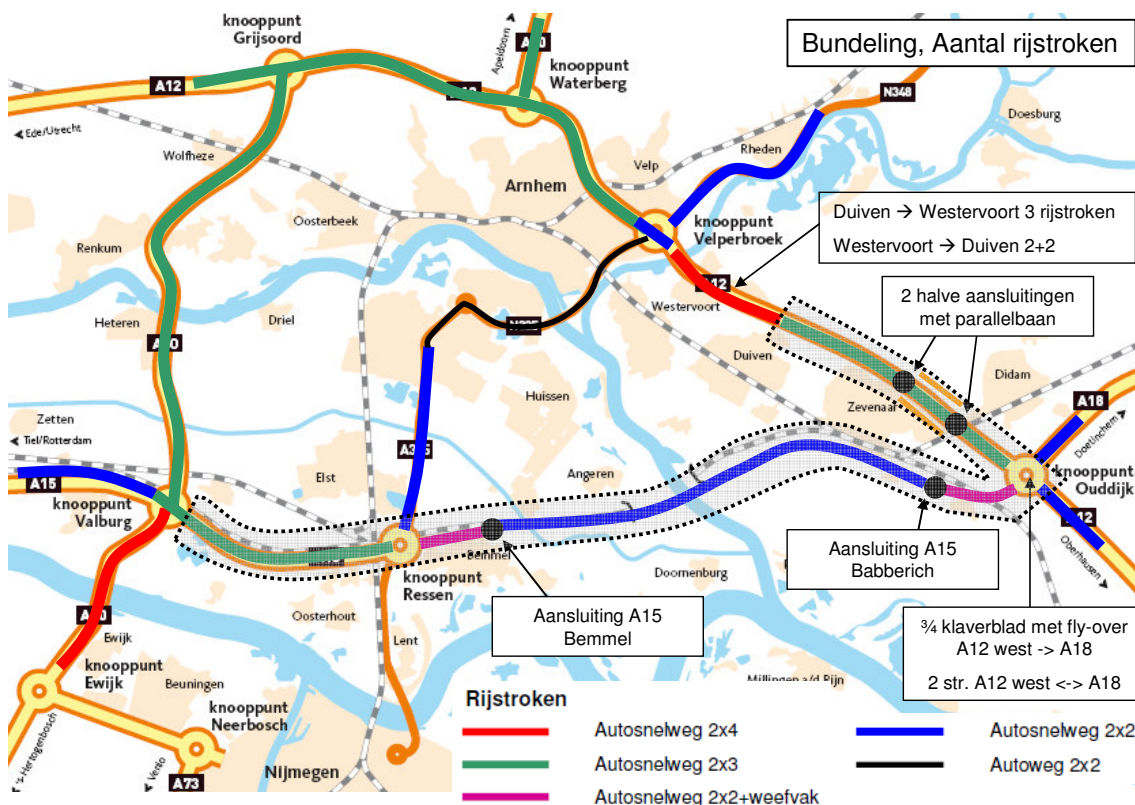 Bundeling, Aantal rijstroken
knooppunt
Grijsoord
A12
Ede/Utrecht
Wolfheze
Apeldoorn
knooppunt
Waterberg
N348
Doesburg
Rheden
Velp
Arnhem
Oosterbeek
Renkum
knooppunt
Velperbroek
Duiven → Westervoort 3 rijstroken
Westervoort → Duiven 2+2
Heteren
Driel
Westervoort
2 halve aansluitingen
met parallelbaan
Duiven
Didam
Huissen
Zevenaar
Zetten
Tiel/Rotterdam
A18
Doetinchem
A15
Elst
Angeren
knooppunt
Valburg
knooppunt
Ouddijk
Bemmel
Oberhausen
knooppunt
Ressen
Doornenburg
Aansluiting A15
Babberich
Oosterhout
Aansluiting A15
Bemmel
Lent
Ewijk
knooppunt
Ewijk
Beuningen
knooppunt
Neerbosch
¾ klaverblad met fly-over
A12 west -> A18
2 str. A12 west <-> A18
Millingen a/d Rijn
's-Hertogenbosch
Venlo
A73
Nijmegen
Rijstroken
Autosnelweg 2x4
Autosnelweg 2x2
Autosnelweg 2x3
Autoweg 2x2
Autosnelweg 2x2+weefvak